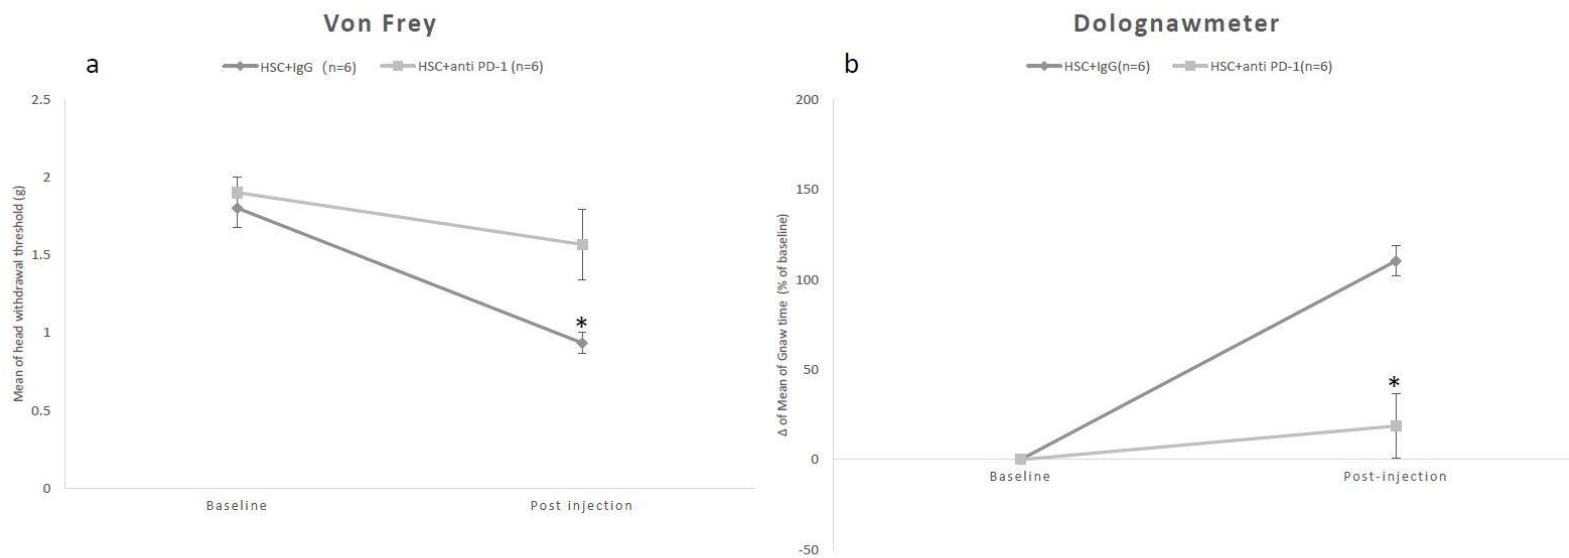 Von Frey
a
HSC+IgG (n=6)
HSC+anti PD-1 (n=6)
Mean of head withdrawal threshold (g)
2.5
2
1.5
1
0.5
0
*
Baseline
Post injection
Dolognawmeter
b
HSC+IgG(n=6)
HSC+anti PD-1(n=6)
Δ of Mean of Gnaw time (% of baseline)
200
150
100
50
0
-50
*
Baseline
Post-injection